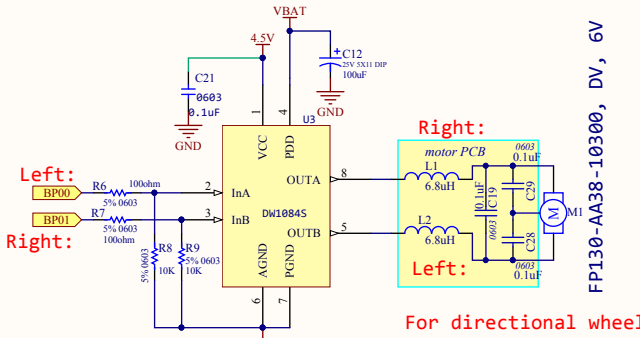 VBAT
4.5V
C12
25V 5X11 DIP
100uF
C21
0603
0.1uF
GND
GND
1
4
U3
VCC
PDD
Right:
motor PCB
0603
0.1uF
Left:
BP00
R6
100ohm
5% 0603
2
InA
OUTA
8
L1
6.8uH
0.1uF
C19
0603
C29
M
M1
BP01
R7
5% 0603
100ohm
3
InB
DW1084S
OUTB
5
L2
6.8uH
C28
0603
0.1uF
Right:
R8
5% 0603
10K
R9
5% 0603
10K
AGND
PGND
Left:
6
7
FP130-AA38-10300, DV, 6V
For directional wheel